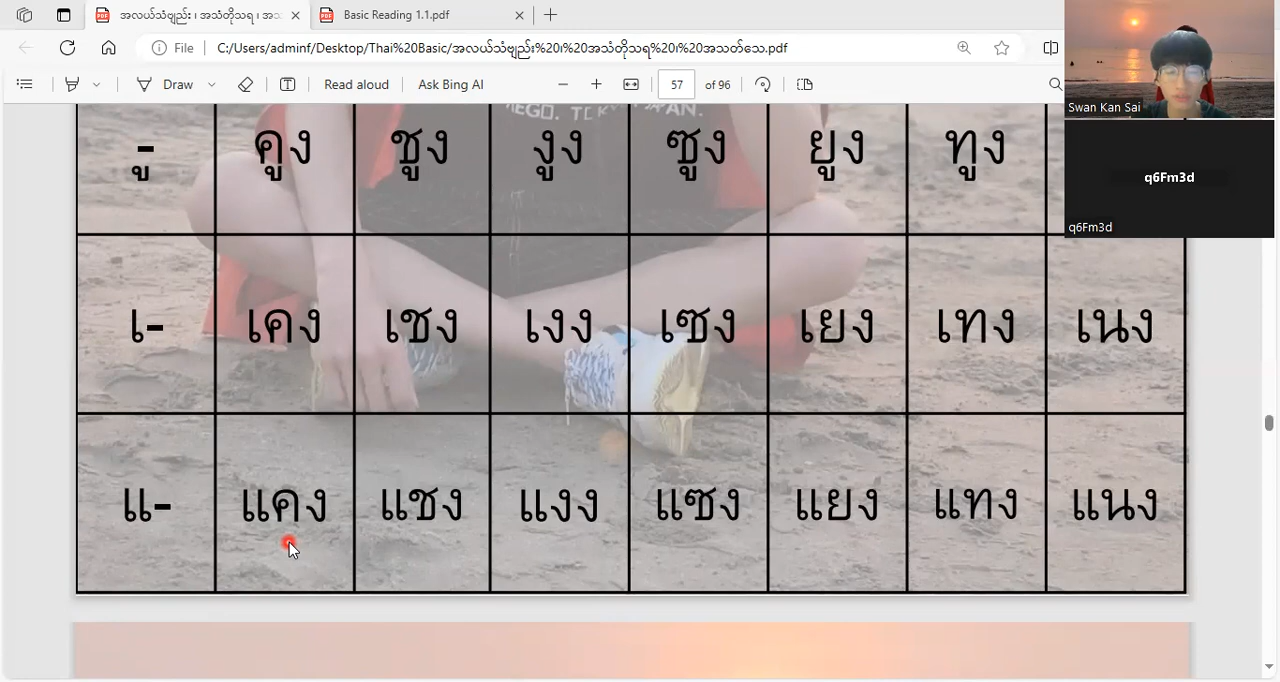 အလယ်သံဗျည်း ၊ အသံတိုသရ ၊ အသ
Basic Reading 1.1.pdf
File C:/Users/adminf/Desktop/Thai%20Basic/အလယ်သံဗျည်း%20၊%20အသံတိုသရ%20၊%20အသတ်သေ.pdf
Draw Read aloud Ask Bing AI 57 of 96
Swan Kan Sai
q6Fm3d
q6Fm3d
-ู คูง ชูง งูง ซูง ยูง ทูง
เ- เคง เชง เงง เซง เยง เทง เนง
แ- แคง แชง แงง แซง แยง แทง แนง